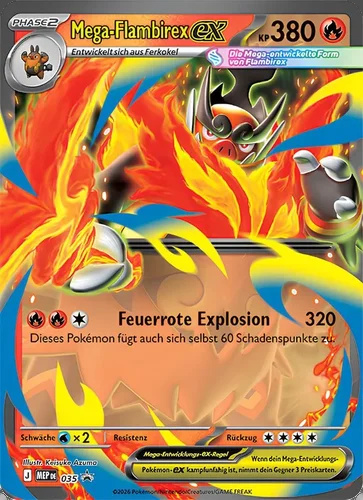 PHASE 2
Mega-Flambirex ex
KP 380
Entwickelt sich aus Ferkokel
Die Mega-entwickelte Form
von Flambirex
Feuerrote Explosion 320
Dieses Pokémon fügt auch sich selbst 60 Schadenspunkte zu.
Schwäche ×2 Resistenz Rückzug
Illustr. Keisuke Azuma
J MEP DE 035
Mega-Entwicklungs-ex-Regel
Wenn dein Mega-Entwicklungs-
Pokémon-ex kampfunfähig ist, nimmt dein Gegner 3 Preiskarten.
©2026 Pokémon/Nintendo/Creatures/GAME FREAK